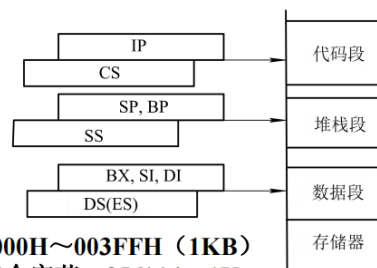 IP
代码段
CS
SP, BP
堆栈段
SS
BX, SI, DI
数据段
DS(ES)
000H～003FFH（1KB）
存储器